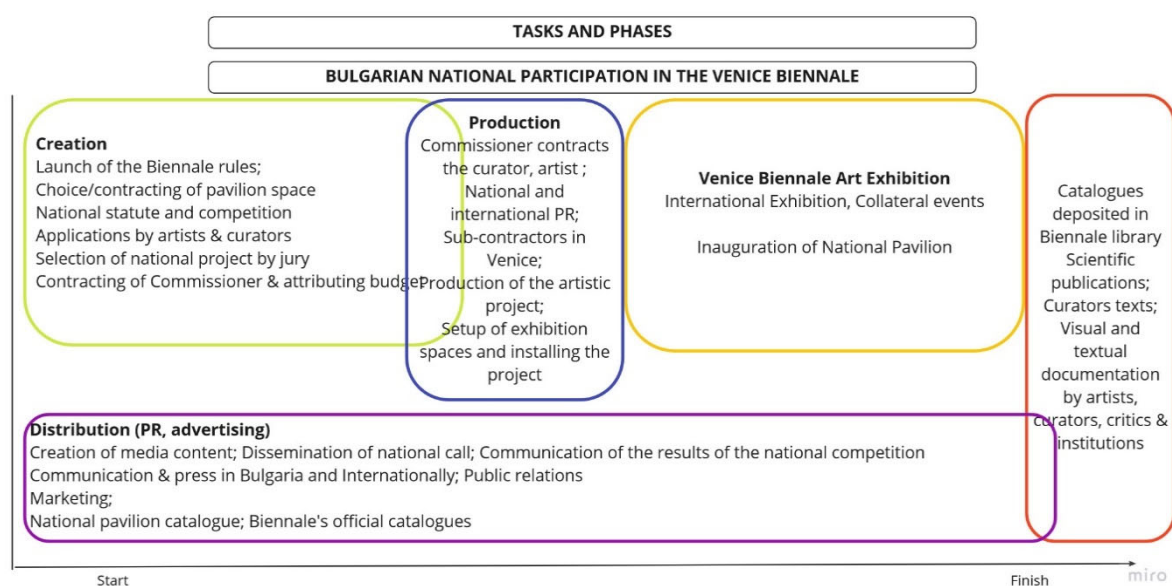 TASKS AND PHASES
BULGARIAN NATIONAL PARTICIPATION IN THE VENICE BIENNALE
Creation
Launch of the Biennale rules;
Choice/contracting of pavilion space
National statute and competition
Applications by artists & curators
Selection of national project by jury
Contracting of Commissioner & attributing budget
Production
Commissioner contracts
the curator, artist ;
National and
international PR;
Sub-contractors in
Venice;
Production of the artistic
project;
Setup of exhibition
spaces and installing the
project
Venice Biennale Art Exhibition
International Exhibition, Collateral events
Inauguration of National Pavilion
Catalogues
deposited in
Biennale library
Scientific
publications;
Curators texts;
Visual and
textual
documentation
by artists,
curators, critics &
institutions
Distribution (PR, advertising)
Creation of media content; Dissemination of national call; Communication of the results of the national competition
Communication & press in Bulgaria and Internationally; Public relations
Marketing;
National pavilion catalogue; Biennale's official catalogues
Start
Finish
miro